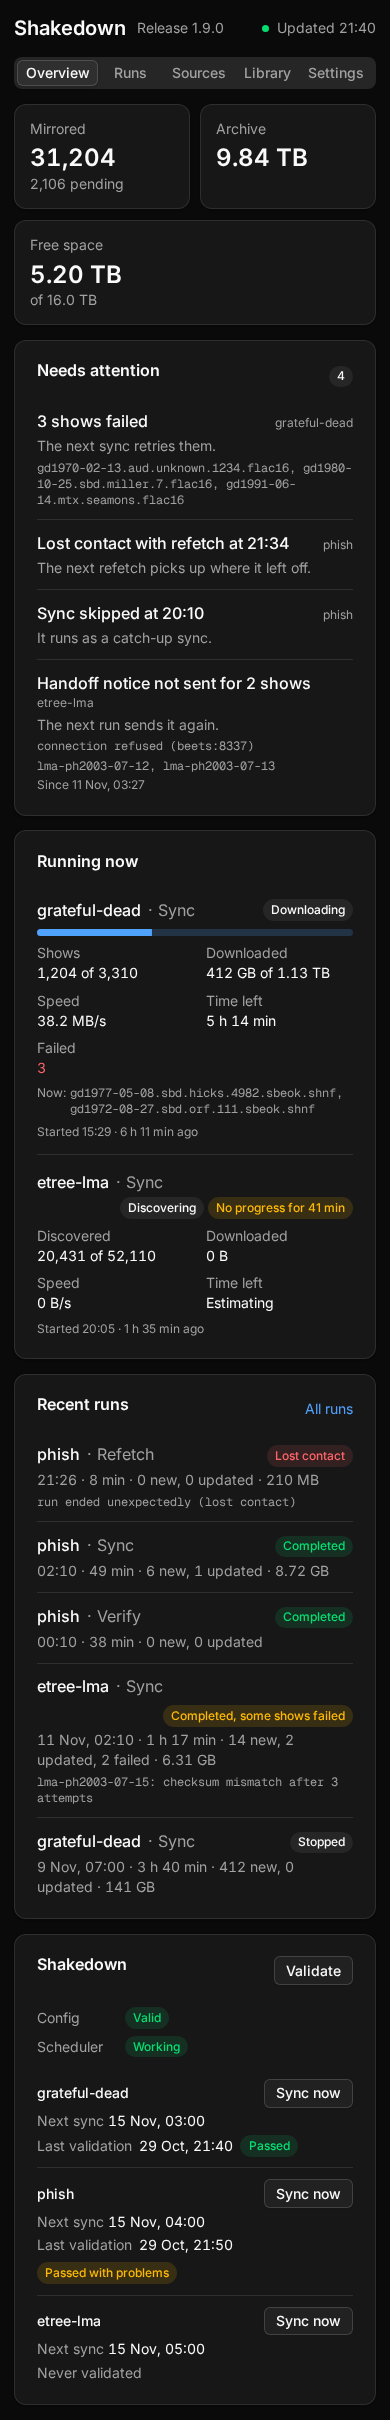 Shakedown Release 1.9.0 Updated 21:40
Overview Runs Sources Library Settings
Mirrored
31,204
2,106 pending
Archive
9.84 TB
Free space
5.20 TB
of 16.0 TB
Needs attention 4
3 shows failed grateful-dead
The next sync retries them.
gd1970-02-13.aud.unknown.1234.flac16, gd1980-
10-25.sbd.miller.7.flac16, gd1991-06-
14.mtx.seamons.flac16
Lost contact with refetch at 21:34 phish
The next refetch picks up where it left off.
Sync skipped at 20:10 phish
It runs as a catch-up sync.
Handoff notice not sent for 2 shows
etree-lma
The next run sends it again.
connection refused (beets:8337)
lma-ph2003-07-12, lma-ph2003-07-13
Since 11 Nov, 03:27
Running now
grateful-dead · Sync Downloading
Shows Downloaded
1,204 of 3,310 412 GB of 1.13 TB
Speed Time left
38.2 MB/s 5 h 14 min
Failed
3
Now: gd1977-05-08.sbd.hicks.4982.sbeok.shnf,
gd1972-08-27.sbd.orf.111.sbeok.shnf
Started 15:29 · 6 h 11 min ago
etree-lma · Sync
Discovering No progress for 41 min
Discovered Downloaded
20,431 of 52,110 0 B
Speed Time left
0 B/s Estimating
Started 20:05 · 1 h 35 min ago
Recent runs All runs
phish · Refetch Lost contact
21:26 · 8 min · 0 new, 0 updated · 210 MB
run ended unexpectedly (lost contact)
phish · Sync Completed
02:10 · 49 min · 6 new, 1 updated · 8.72 GB
phish · Verify Completed
00:10 · 38 min · 0 new, 0 updated
etree-lma · Sync
Completed, some shows failed
11 Nov, 02:10 · 1 h 17 min · 14 new, 2
updated, 2 failed · 6.31 GB
lma-ph2003-07-15: checksum mismatch after 3
attempts
grateful-dead · Sync Stopped
9 Nov, 07:00 · 3 h 40 min · 412 new, 0
updated · 141 GB
Shakedown Validate
Config Valid
Scheduler Working
grateful-dead Sync now
Next sync 15 Nov, 03:00
Last validation 29 Oct, 21:40 Passed
phish Sync now
Next sync 15 Nov, 04:00
Last validation 29 Oct, 21:50
Passed with problems
etree-lma Sync now
Next sync 15 Nov, 05:00
Never validated